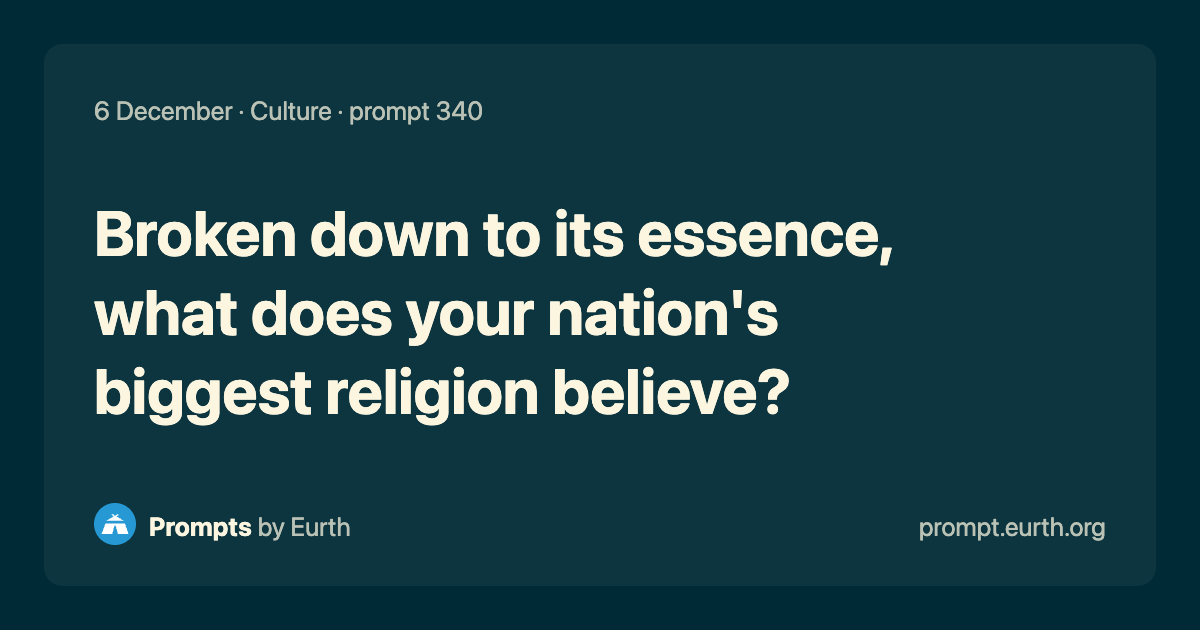 6 December · Culture · prompt 340
Broken down to its essence,
what does your nation's
biggest religion believe?
Prompts by Eurth
prompt.eurth.org